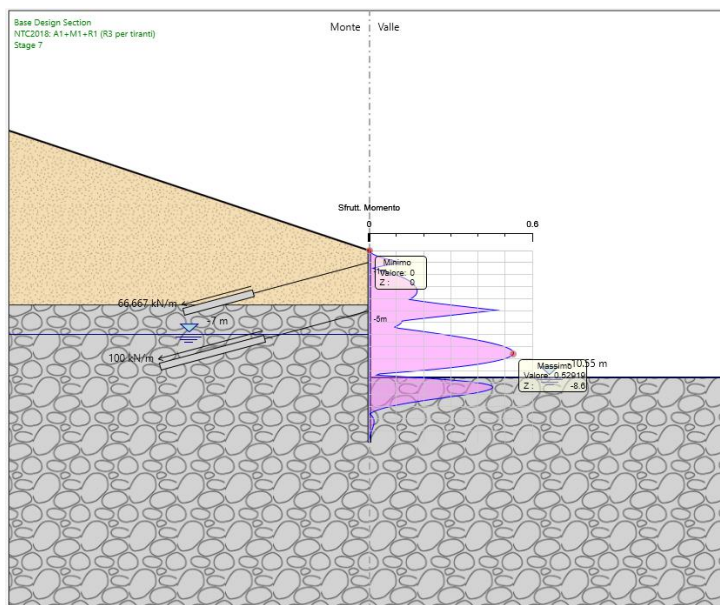 Base Design Section
NTC2018: A1+M1+R1 (R3 per tiranti)
Stage 7
Monte Valle
Sfrutt. Momento
0 0.6
0
Minimo
Valore: 0
Z : 0
66.667 kN/m
-7 m
-5m
100 kN/m
-10.55 m
Massimo
Valore: 0.52919
Z : -8.6